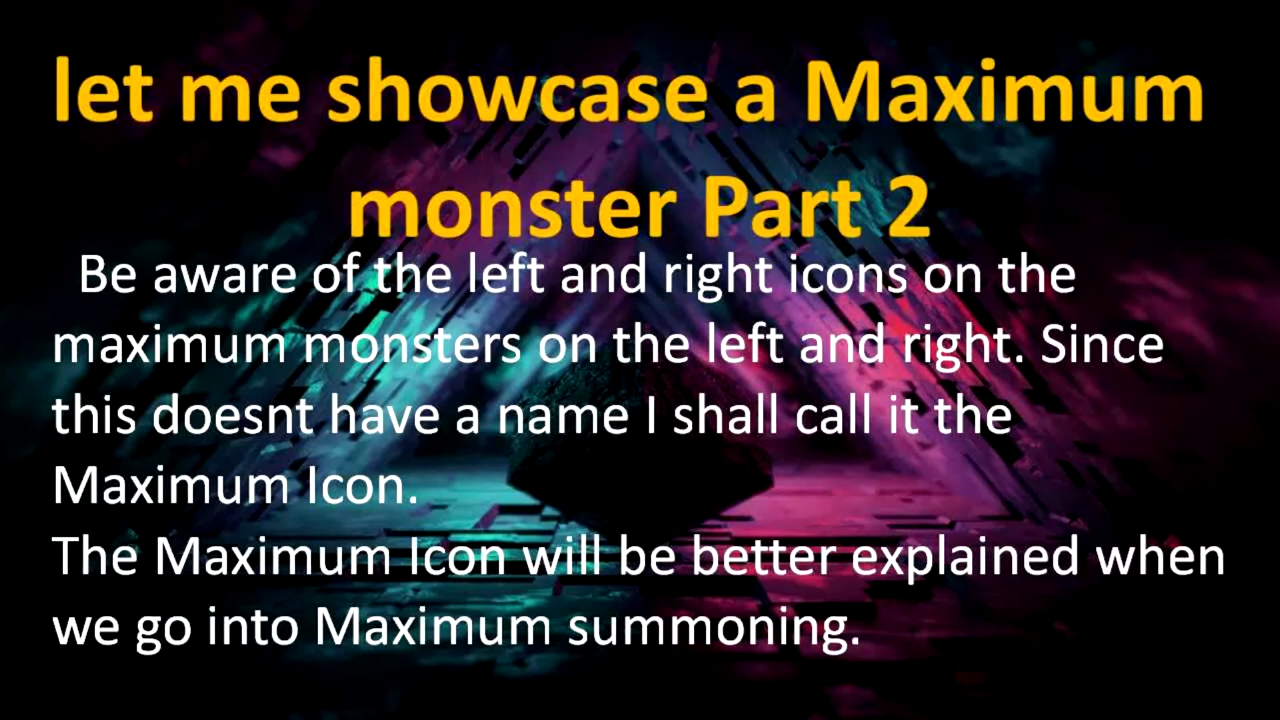 let me showcase a Maximum
monster Part 2
Be aware of the left and right icons on the
maximum monsters on the left and right. Since
this doesnt have a name I shall call it the
Maximum Icon.
The Maximum Icon will be better explained when
we go into Maximum summoning.